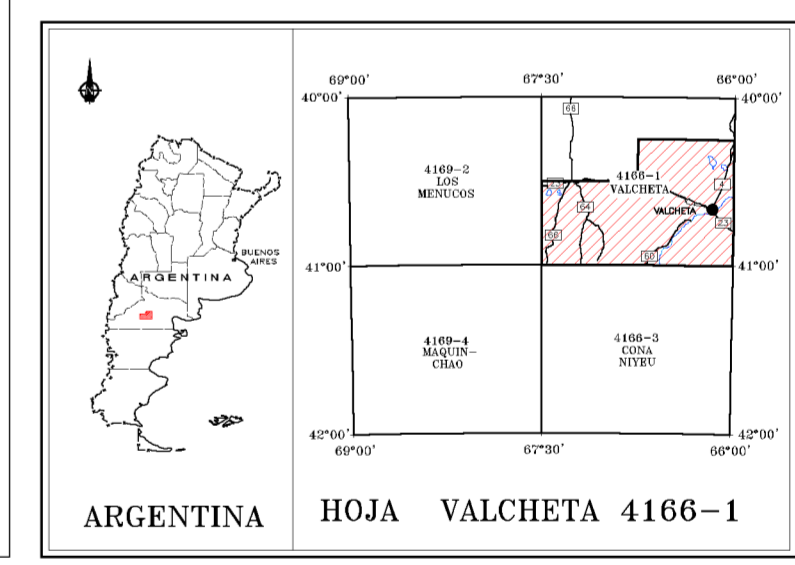 69°00'
67°30'
66°00'
40°00'
40°00'
66
4169-2
LOS
MENUCOS
4166-1
VALCHETA
4
64
VALCHETA
23
66
60
BUENOS
AIRES
ARGENTINA
41°00'
41°00'
4169-4
MAQUIN-
CHAO
4166-3
CONA
NIYEU
42°00'
42°00'
69°00'
67°30'
66°00'
ARGENTINA
HOJA VALCHETA 4166-1